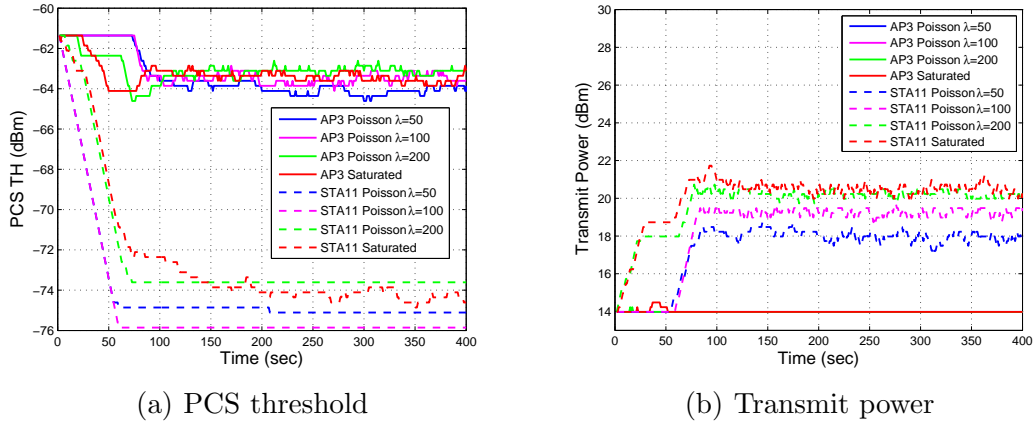 −60
−62
−64
−66
−68
−70
−72
−74
−76
PCS TH (dBm)
0 50 100 150 200 250 300 350 400
Time (sec)
AP3 Poisson λ=50
AP3 Poisson λ=100
AP3 Poisson λ=200
AP3 Saturated
STA11 Poisson λ=50
STA11 Poisson λ=100
STA11 Poisson λ=200
STA11 Saturated
(a) PCS threshold
30
28
26
24
22
20
18
16
14
Transmit Power (dBm)
0 50 100 150 200 250 300 350 400
Time (sec)
AP3 Poisson λ=50
AP3 Poisson λ=100
AP3 Poisson λ=200
AP3 Saturated
STA11 Poisson λ=50
STA11 Poisson λ=100
STA11 Poisson λ=200
STA11 Saturated
(b) Transmit power